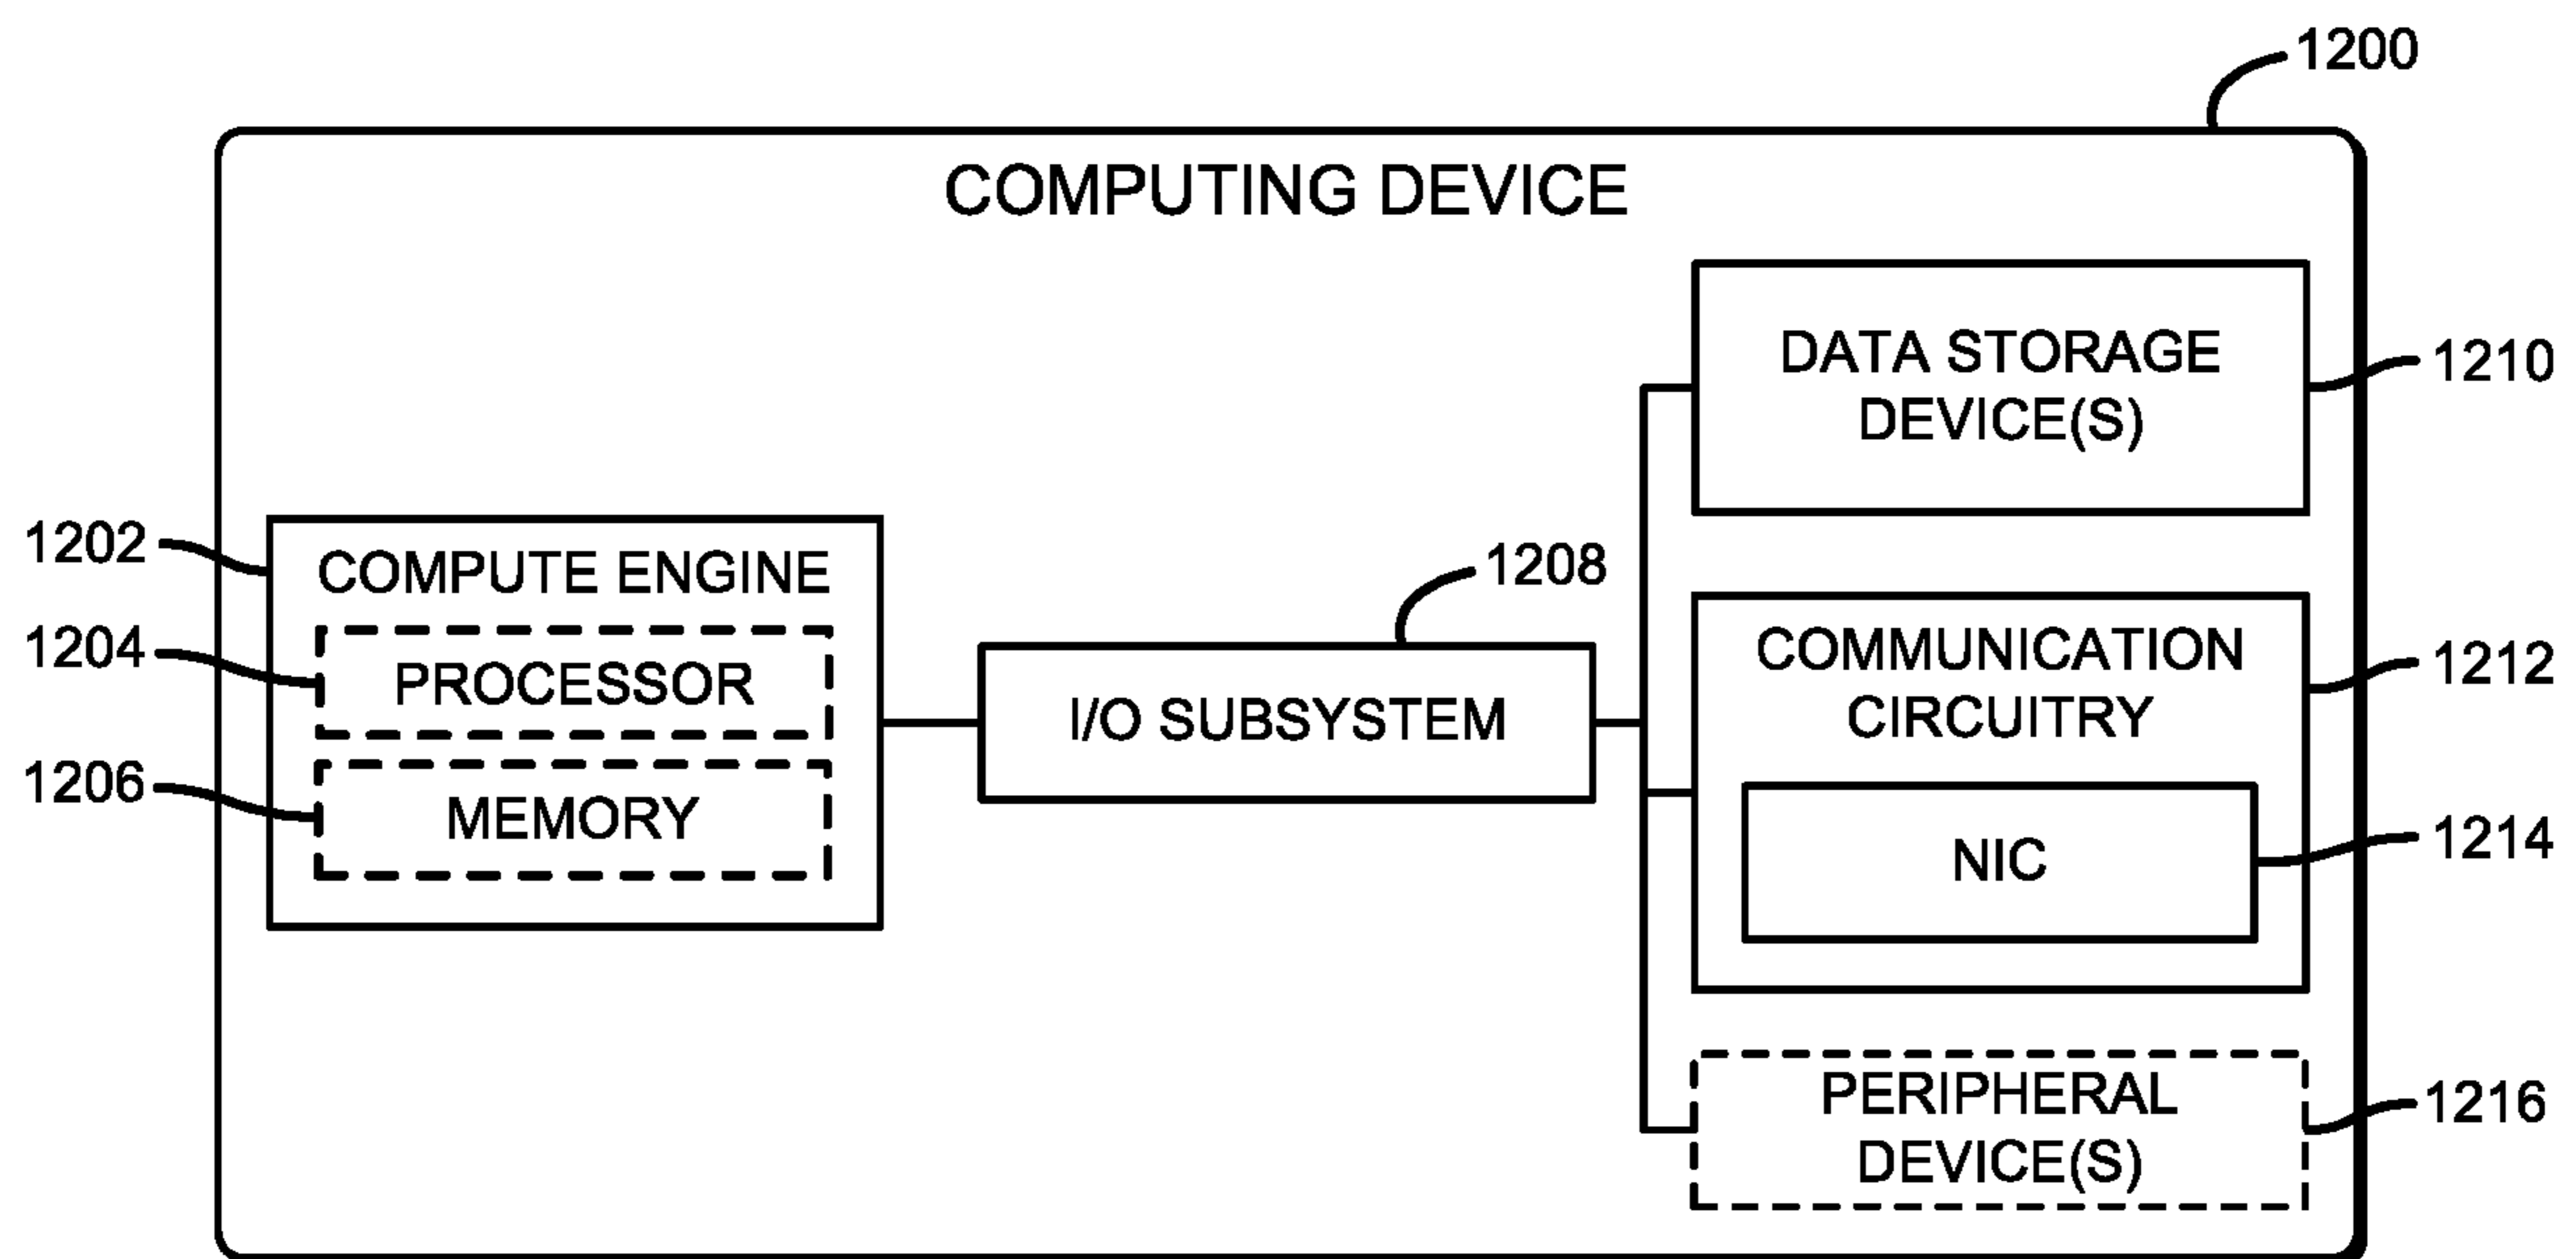 1200
COMPUTING DEVICE
DATA STORAGE
DEVICE(S)
1210
1202
COMPUTE ENGINE
1204
PROCESSOR
1206
MEMORY
1208
I/O SUBSYSTEM
COMMUNICATION
CIRCUITRY
1212
NIC
1214
PERIPHERAL
DEVICE(S)
1216